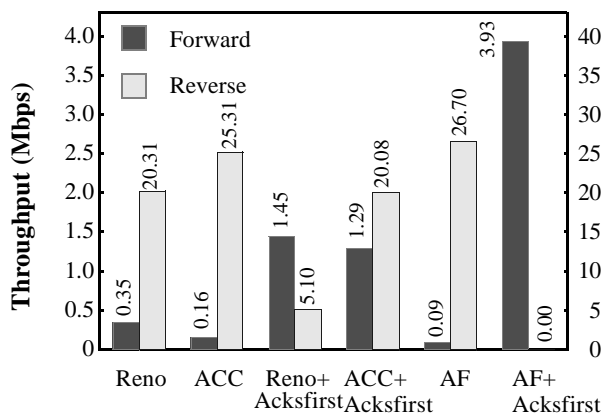 Throughput (Mbps)
4.0
3.5
3.0
2.5
2.0
1.5
1.0
0.5
0
Forward
Reverse
0.35
20.31
0.16
25.31
1.45
5.10
1.29
20.08
0.09
26.70
3.93
0.00
40
35
30
25
20
15
10
5
0
Reno
ACC
Reno+
Acksfirst
ACC+
Acksfirst
AF
AF+
Acksfirst